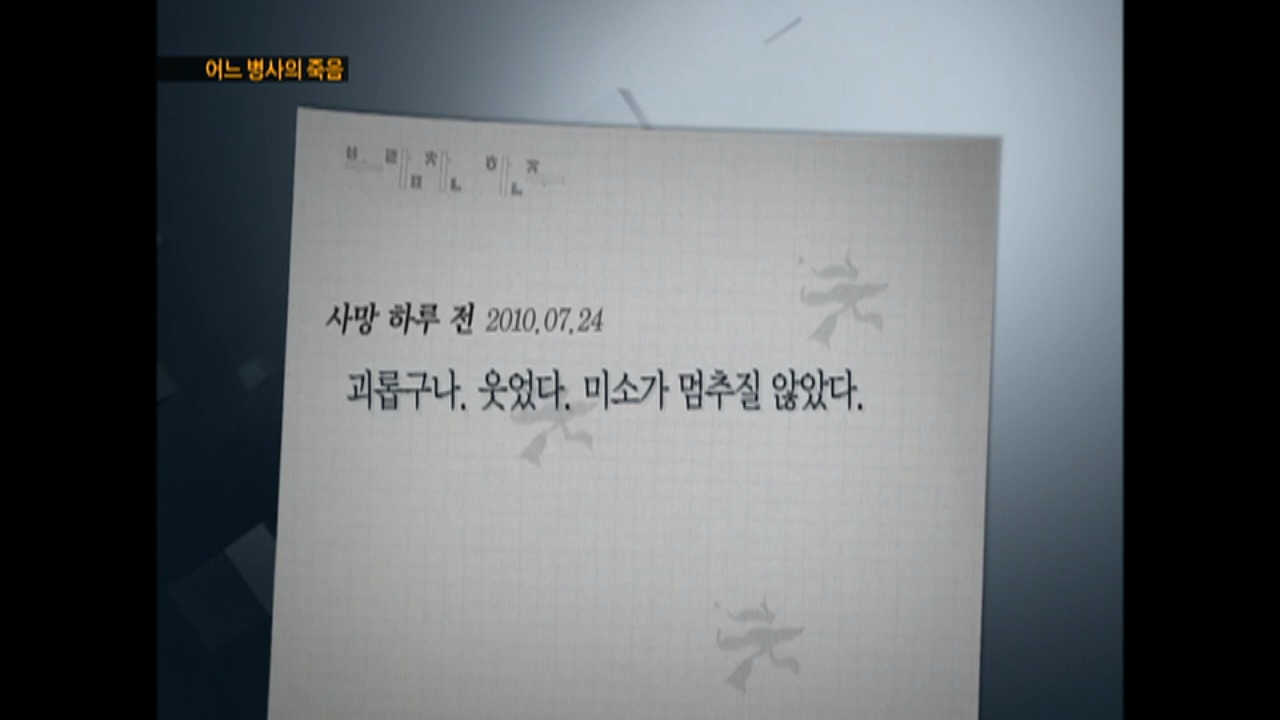 어느 병사의 죽음
사망 하루 전 2010.07.24
괴롭구나. 웃었다. 미소가 멈추질 않았다.